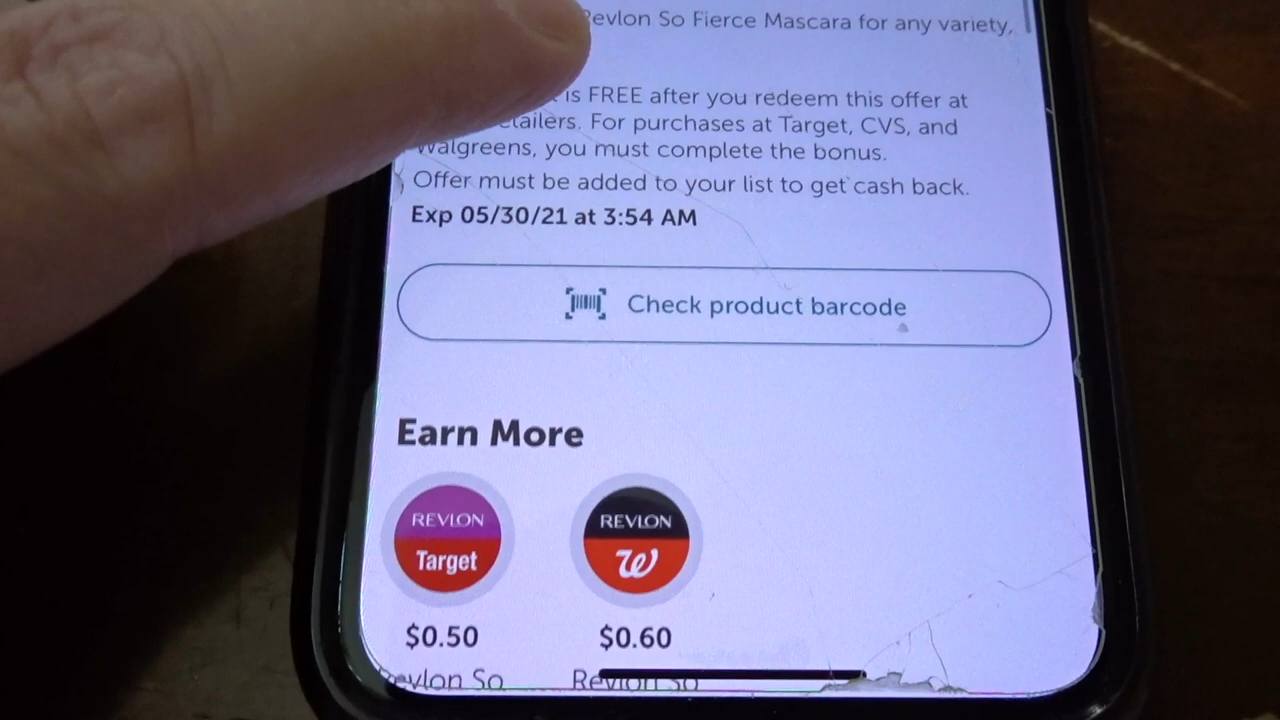 Revlon So Fierce Mascara for any variety,
is FREE after you redeem this offer at
For purchases at Target, CVS, and
Walgreens, you must complete the bonus.
Offer must be added to your list to get cash back.
Exp 05/30/21 at 3:54 AM
Check product barcode
Earn More
REVLON
Target
REVLON
W
$0.50
$0.60
Revlon So
Revlon So